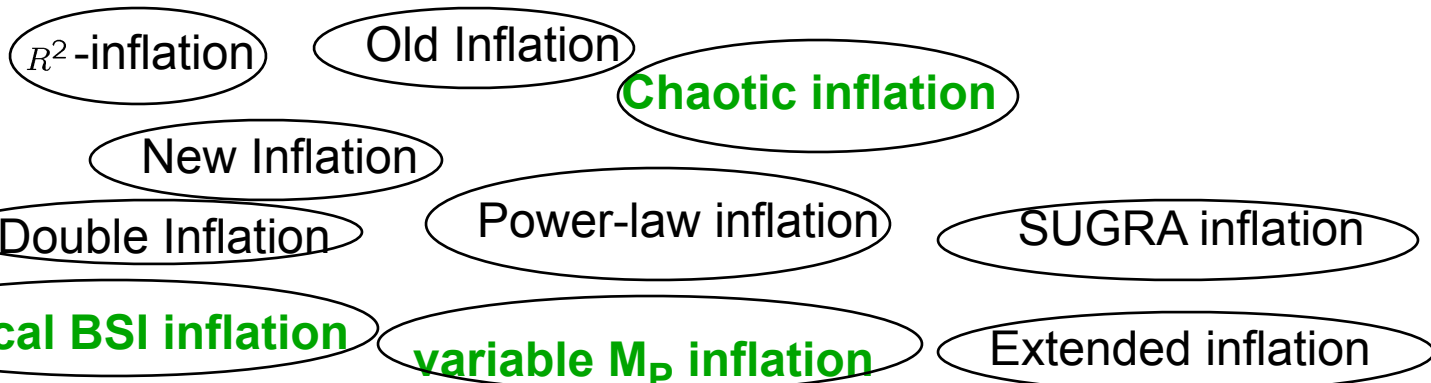 R²-inflation
Old Inflation
Chaotic inflation
New Inflation
Double Inflation
Power-law inflation
SUGRA inflation
cal BSI inflation
variable M_P inflation
Extended inflation